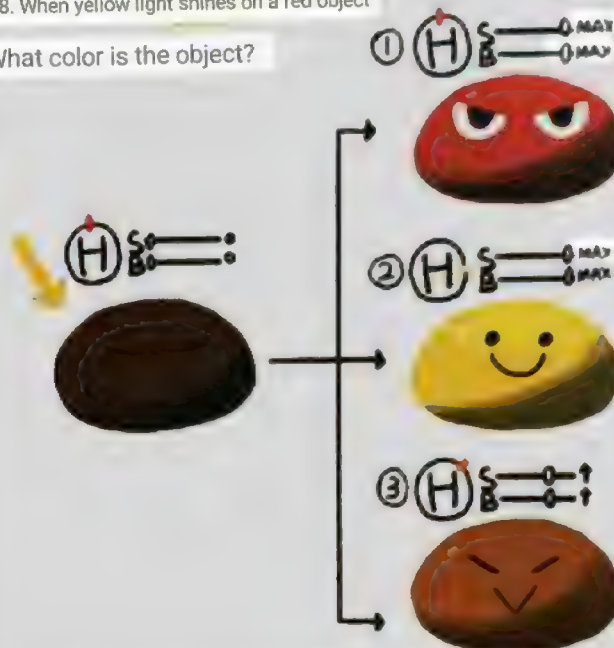 8. When yellow light shines on a red object
What color is the object?
① H S MAX
B MAX
H S
B
② H S MAX
B MAX
③ H S
B